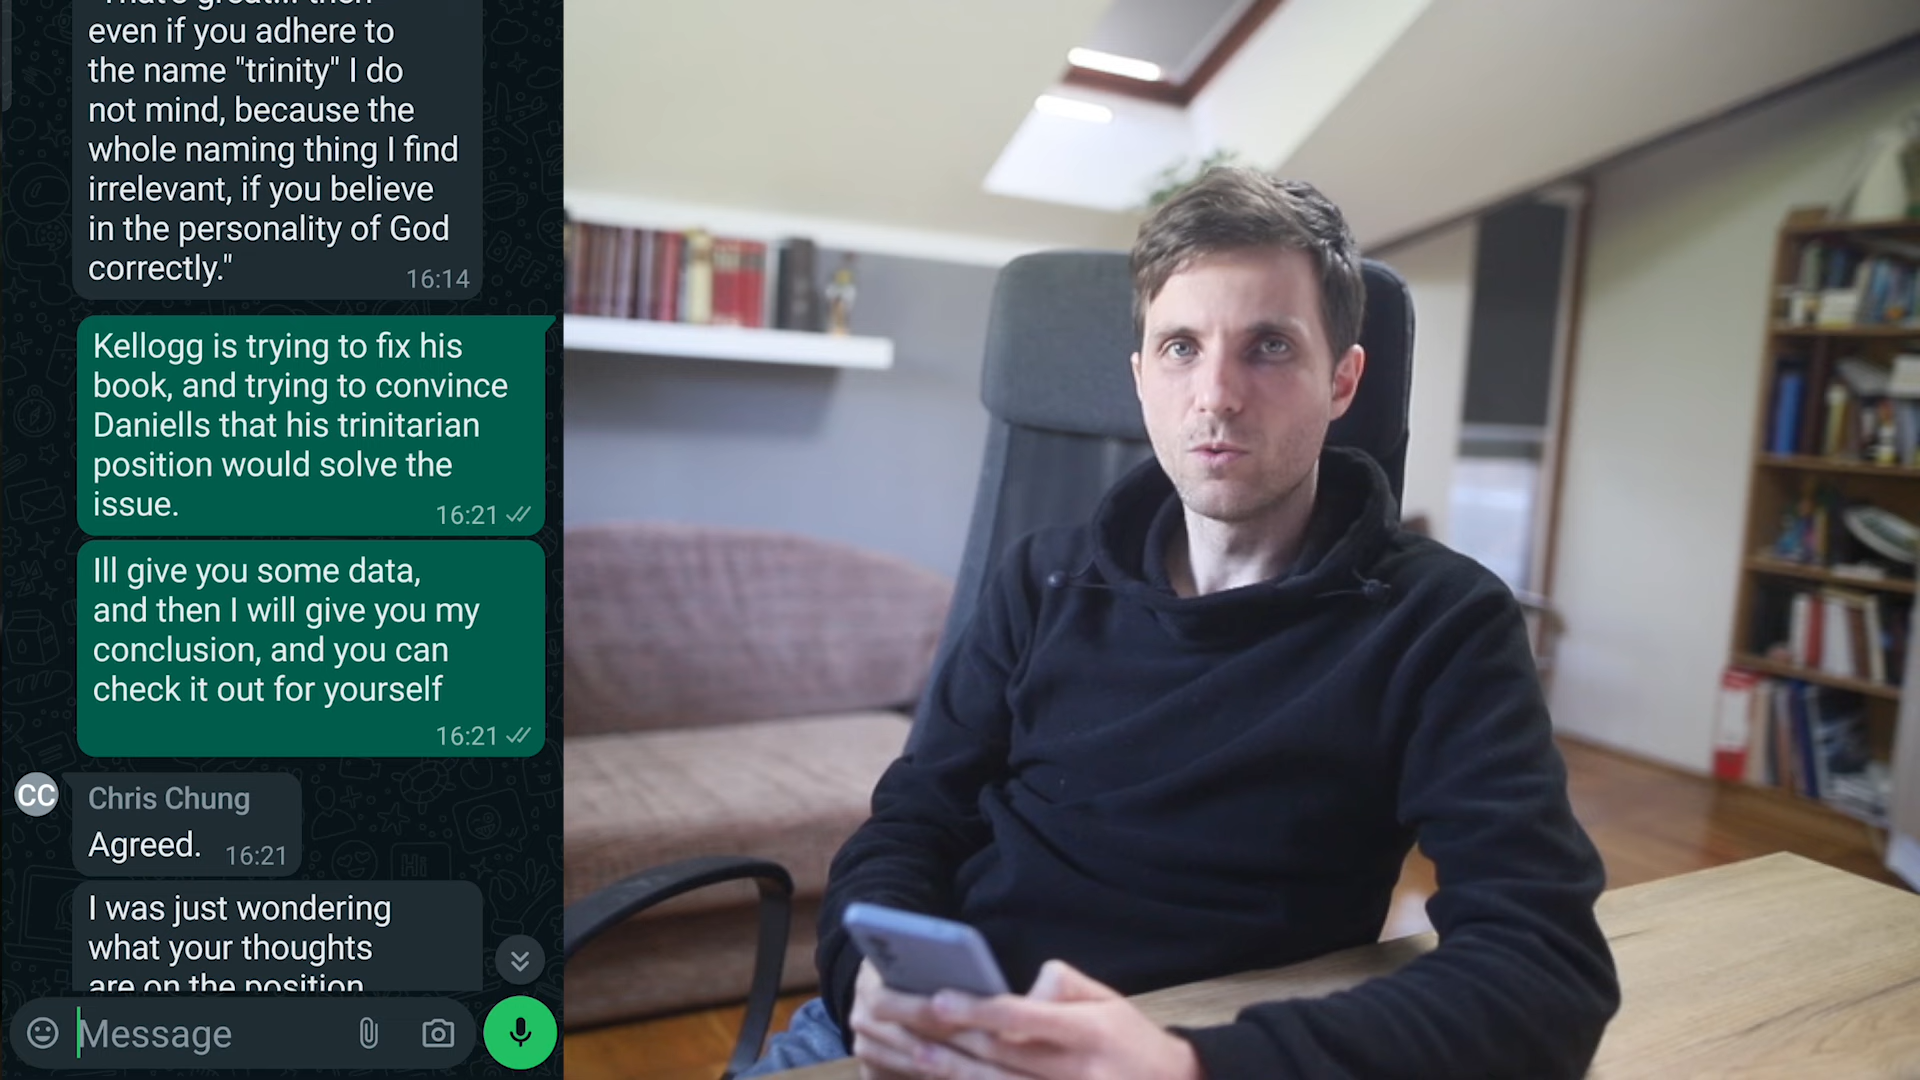 even if you adhere to
the name "trinity" I do
not mind, because the
whole naming thing I find
irrelevant, if you believe
in the personality of God
correctly."
16:14
Kellogg is trying to fix his
book, and trying to convince
Daniells that his trinitarian
position would solve the
issue.
16:21
Ill give you some data,
and then I will give you my
conclusion, and you can
check it out for yourself
16:21
CC
Chris Chung
Agreed.
16:21
I was just wondering
what your thoughts
are on the position
Message